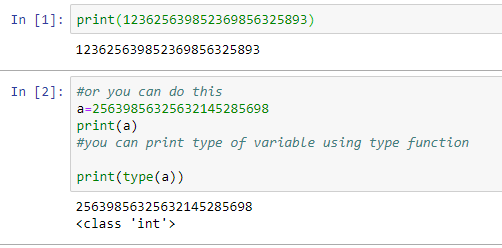 In [1]: print(123625639852369856325893)
123625639852369856325893
In [2]: #or you can do this
a=25639856325632145285698
print(a)
#you can print type of variable using type function
print(type(a))
25639856325632145285698
<class 'int'>